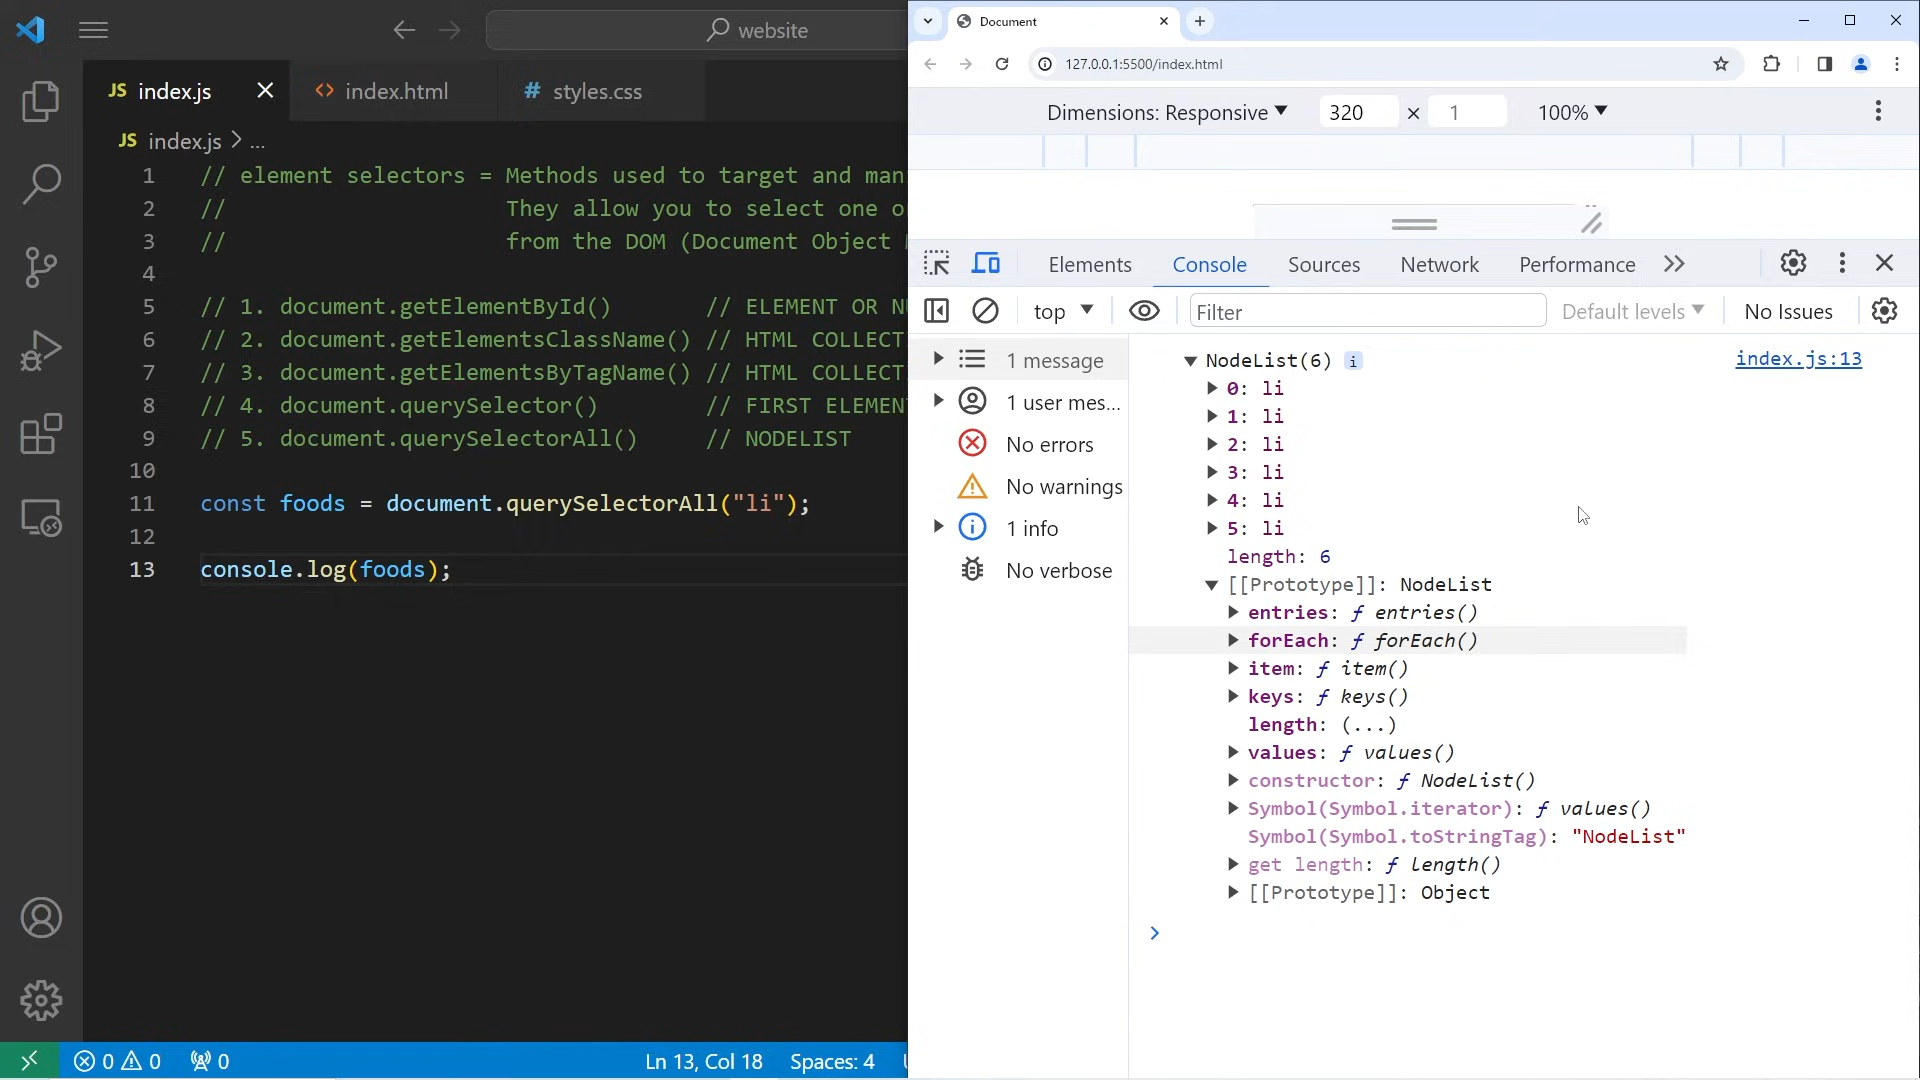 website
JS index.js
<> index.html
# styles.css
JS index.js > ...
1 // element selectors = Methods used to target and man
2 // They allow you to select one o
3 // from the DOM (Document Object
4
5 // 1. document.getElementById() // ELEMENT OR NU
6 // 2. document.getElementsClassName() // HTML COLLECTI
7 // 3. document.getElementsByTagName() // HTML COLLECTI
8 // 4. document.querySelector() // FIRST ELEMENT
9 // 5. document.querySelectorAll() // NODELIST
10
11 const foods = document.querySelectorAll("li");
12
13 console.log(foods);
0 0 0
Ln 13, Col 18 Spaces: 4
Document
127.0.0.1:5500/index.html
Dimensions: Responsive 320 × 1 100%
Elements Console Sources Network Performance
top Filter Default levels No Issues
1 message
1 user mes...
No errors
No warnings
1 info
No verbose
NodeList(6) i index.js:13
0: li
1: li
2: li
3: li
4: li
5: li
length: 6
[[Prototype]]: NodeList
entries: ƒ entries()
forEach: ƒ forEach()
item: ƒ item()
keys: ƒ keys()
length: (...)
values: ƒ values()
constructor: ƒ NodeList()
Symbol(Symbol.iterator): ƒ values()
Symbol(Symbol.toStringTag): "NodeList"
get length: ƒ length()
[[Prototype]]: Object